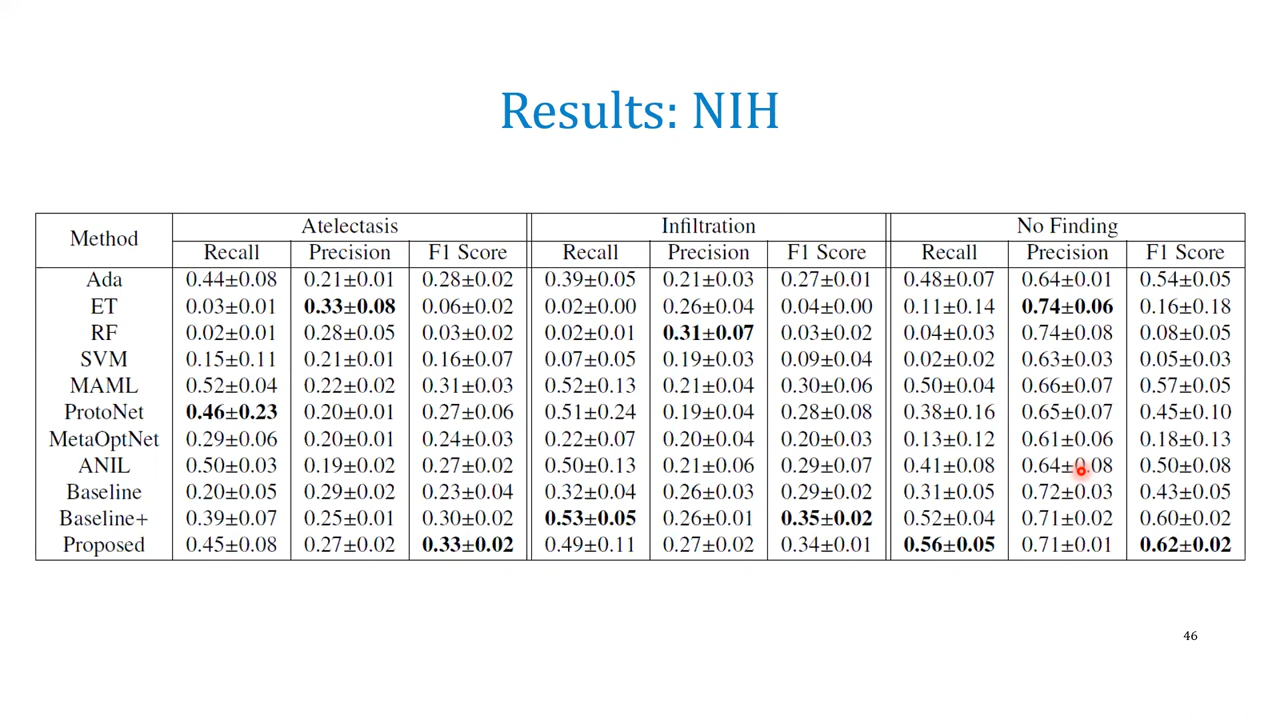 Results: NIH
Method Atelectasis Infiltration No Finding
Recall Precision F1 Score Recall Precision F1 Score Recall Precision F1 Score
Ada 0.44±0.08 0.21±0.01 0.28±0.02 0.39±0.05 0.21±0.03 0.27±0.01 0.48±0.07 0.64±0.01 0.54±0.05
ET 0.03±0.01 0.33±0.08 0.06±0.02 0.02±0.00 0.26±0.04 0.04±0.00 0.11±0.14 0.74±0.06 0.16±0.18
RF 0.02±0.01 0.28±0.05 0.03±0.02 0.02±0.01 0.31±0.07 0.03±0.02 0.04±0.03 0.74±0.08 0.08±0.05
SVM 0.15±0.11 0.21±0.01 0.16±0.07 0.07±0.05 0.19±0.03 0.09±0.04 0.02±0.02 0.63±0.03 0.05±0.03
MAML 0.52±0.04 0.22±0.02 0.31±0.03 0.52±0.13 0.21±0.04 0.30±0.06 0.50±0.04 0.66±0.07 0.57±0.05
ProtoNet 0.46±0.23 0.20±0.01 0.27±0.06 0.51±0.24 0.19±0.04 0.28±0.08 0.38±0.16 0.65±0.07 0.45±0.10
MetaOptNet 0.29±0.06 0.20±0.01 0.24±0.03 0.22±0.07 0.20±0.04 0.20±0.03 0.13±0.12 0.61±0.06 0.18±0.13
ANIL 0.50±0.03 0.19±0.02 0.27±0.02 0.50±0.13 0.21±0.06 0.29±0.07 0.41±0.08 0.64±0.08 0.50±0.08
Baseline 0.20±0.05 0.29±0.02 0.23±0.04 0.32±0.04 0.26±0.03 0.29±0.02 0.31±0.05 0.72±0.03 0.43±0.05
Baseline+ 0.39±0.07 0.25±0.01 0.30±0.02 0.53±0.05 0.26±0.01 0.35±0.02 0.52±0.04 0.71±0.02 0.60±0.02
Proposed 0.45±0.08 0.27±0.02 0.33±0.02 0.49±0.11 0.27±0.02 0.34±0.01 0.56±0.05 0.71±0.01 0.62±0.02
46